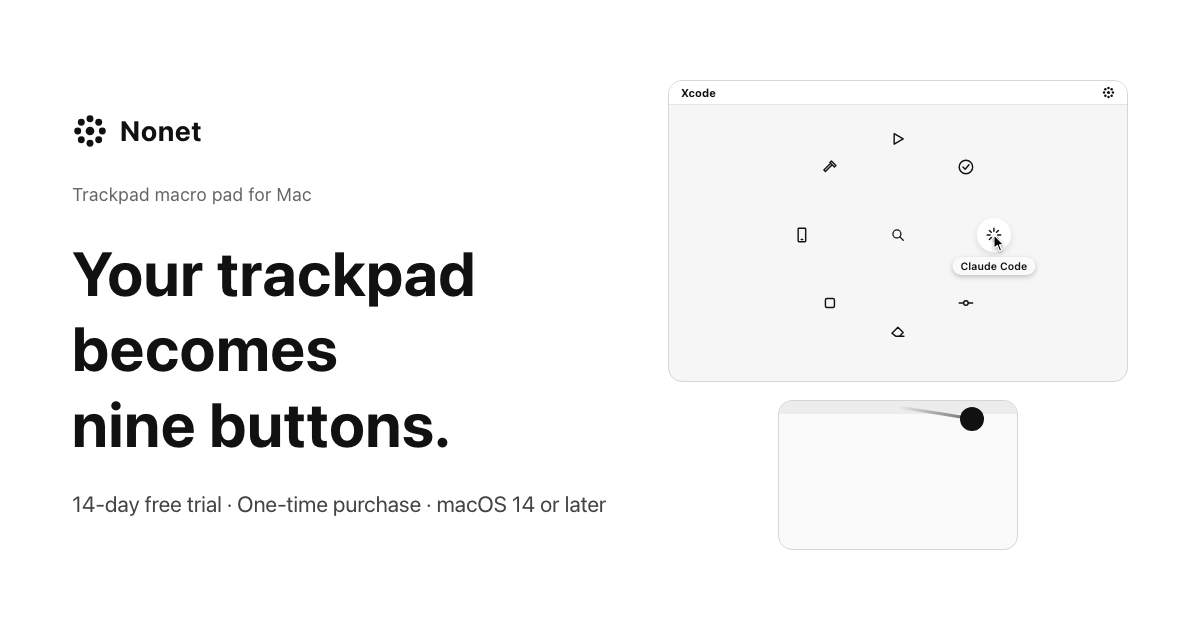 Nonet
Trackpad macro pad for Mac
Your trackpad
becomes
nine buttons.
14-day free trial · One-time purchase · macOS 14 or later
Xcode
Claude Code